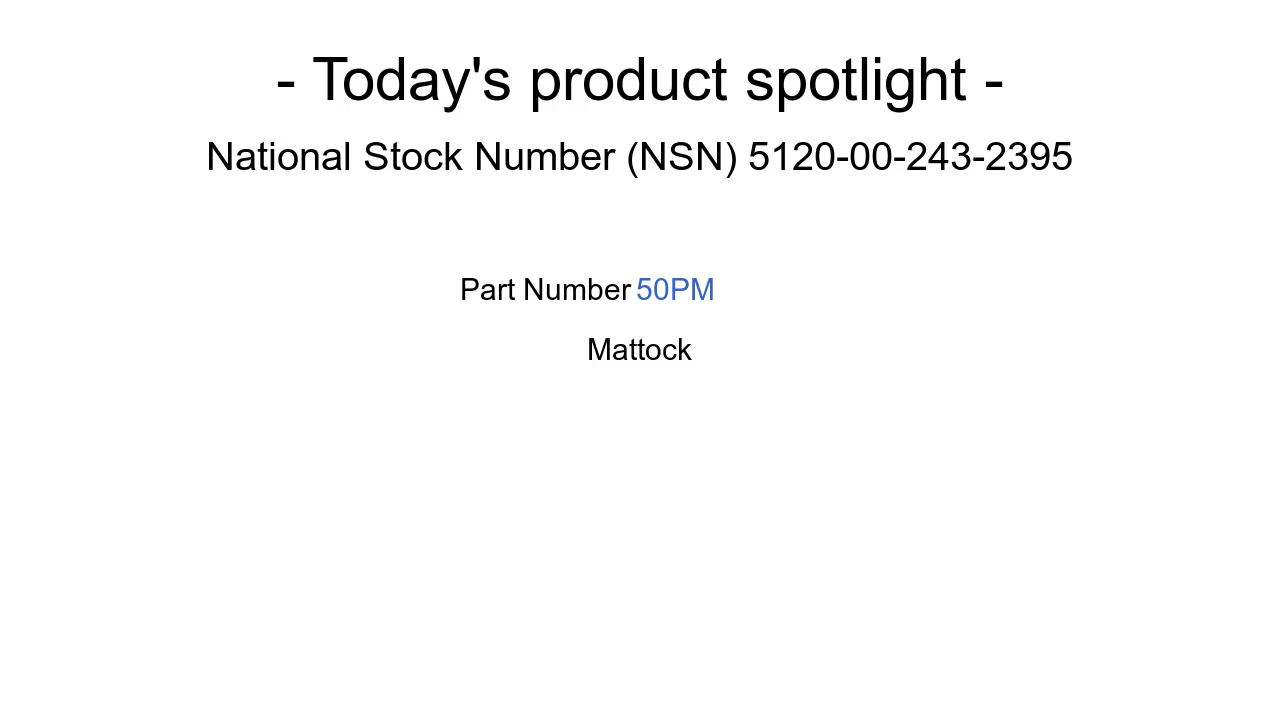 - Today's product spotlight -
National Stock Number (NSN) 5120-00-243-2395
Part Number 50PM
Mattock